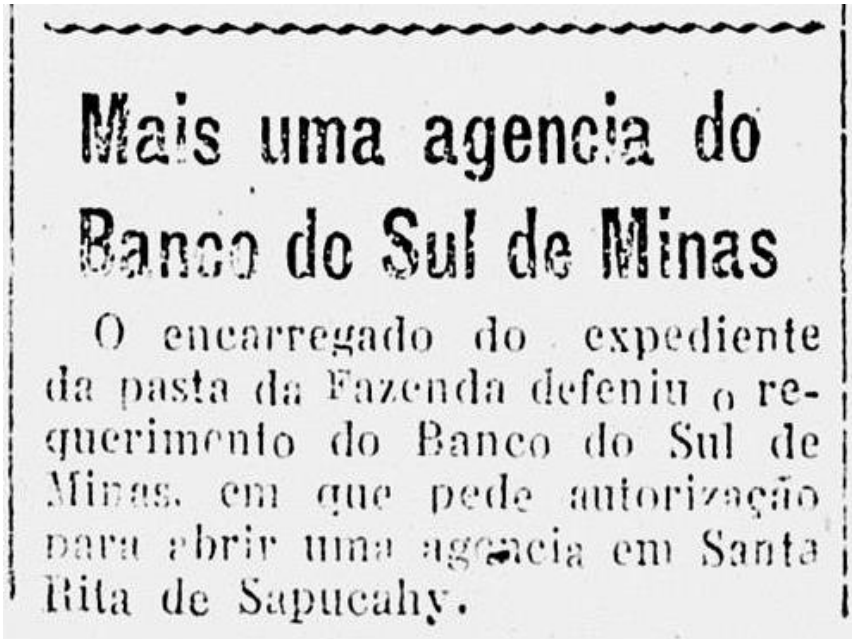 Mais uma agencia do
Banco do Sul de Minas
O encarregado do expediente
da pasta da Fazenda defeniu o re-
querimento do Banco do Sul de
Minas, em que pede autorização
para abrir uma agencia em Santa
Rita de Sapucahy.